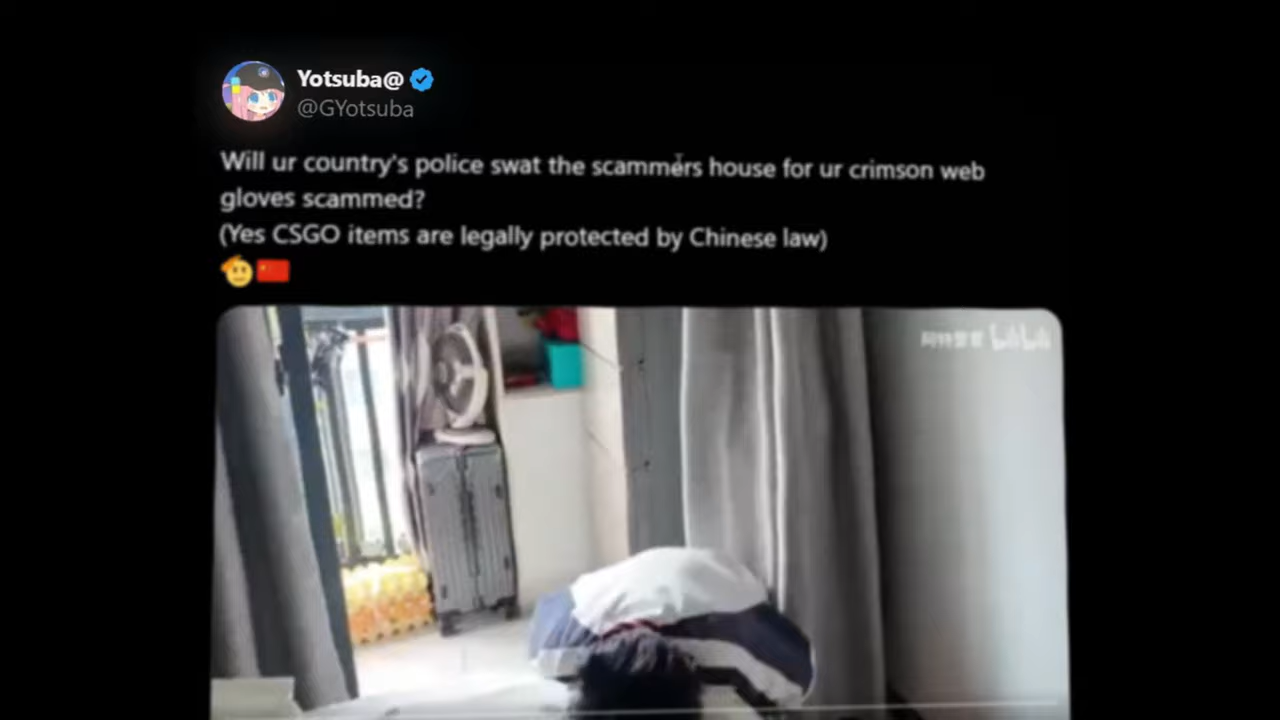 Yotsuba@
@GYotsuba
Will ur country's police swat the scammers house for ur crimson web
gloves scammed?
(Yes CSGO items are legally protected by Chinese law)
bilibili